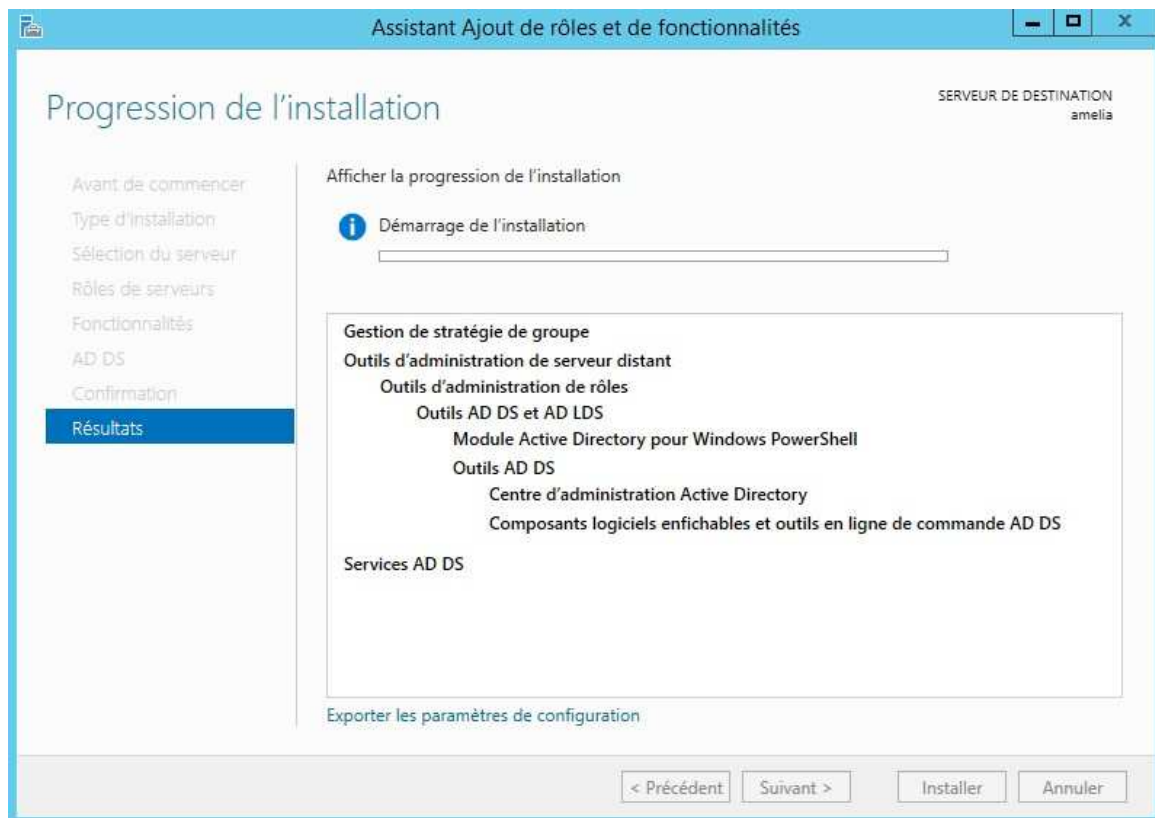 Assistant Ajout de rôles et de fonctionnalités
Progression de l'installation
SERVEUR DE DESTINATION
amelia
Avant de commencer
Type d'installation
Sélection du serveur
Rôles de serveurs
Fonctionnalités
AD DS
Confirmation
Résultats
Afficher la progression de l'installation
Démarrage de l'installation
Gestion de stratégie de groupe
Outils d'administration de serveur distant
Outils d'administration de rôles
Outils AD DS et AD LDS
Module Active Directory pour Windows PowerShell
Outils AD DS
Centre d'administration Active Directory
Composants logiciels enfichables et outils en ligne de commande AD DS
Services AD DS
Exporter les paramètres de configuration
< Précédent
Suivant >
Installer
Annuler